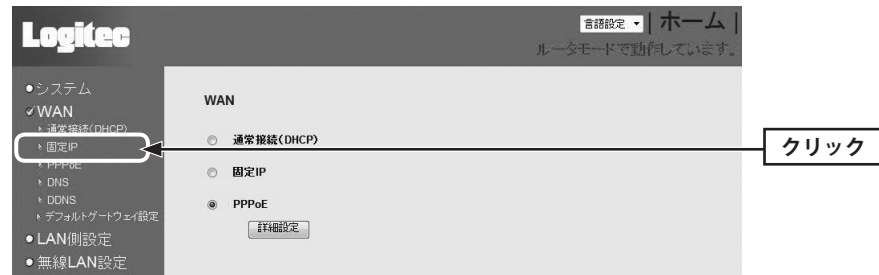 Logitec
言語設定
ホーム
ルータモードで動作しています。
システム
WAN
通常接続(DHCP)
固定IP
PPPoE
DNS
DDNS
デフォルトゲートウェイ設定
LAN側設定
無線LAN設定
WAN
通常接続(DHCP)
固定IP
PPPoE
詳細設定
クリック